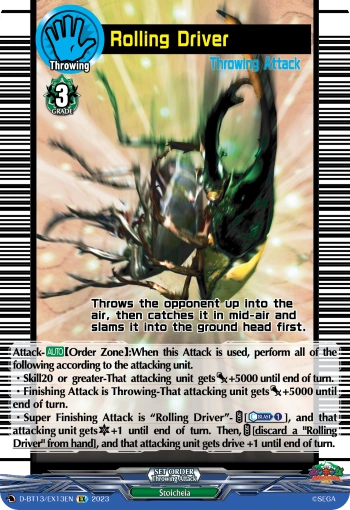 Rolling Driver
Throwing
Throwing Attack
3
GRADE
Throws the opponent up into the
air, then catches it in mid-air and
slams it into the ground head first.
Attack-AUTO【Order Zone】:When this Attack is used, perform all of the
following according to the attacking unit.
・Skill20 or greater-That attacking unit gets +5000 until end of turn.
・Finishing Attack is Throwing-That attacking unit gets +5000 until
end of turn.
・Super Finishing Attack is "Rolling Driver"-[BLAST 1], and that
attacking unit gets +1 until end of turn. Then, [discard a "Rolling
Driver" from hand], and that attacking unit gets drive +1 until end of turn.
SET ORDER
Throwing Attack
D-BT13/EX13EN EX 2023
Stoicheia
©SEGA